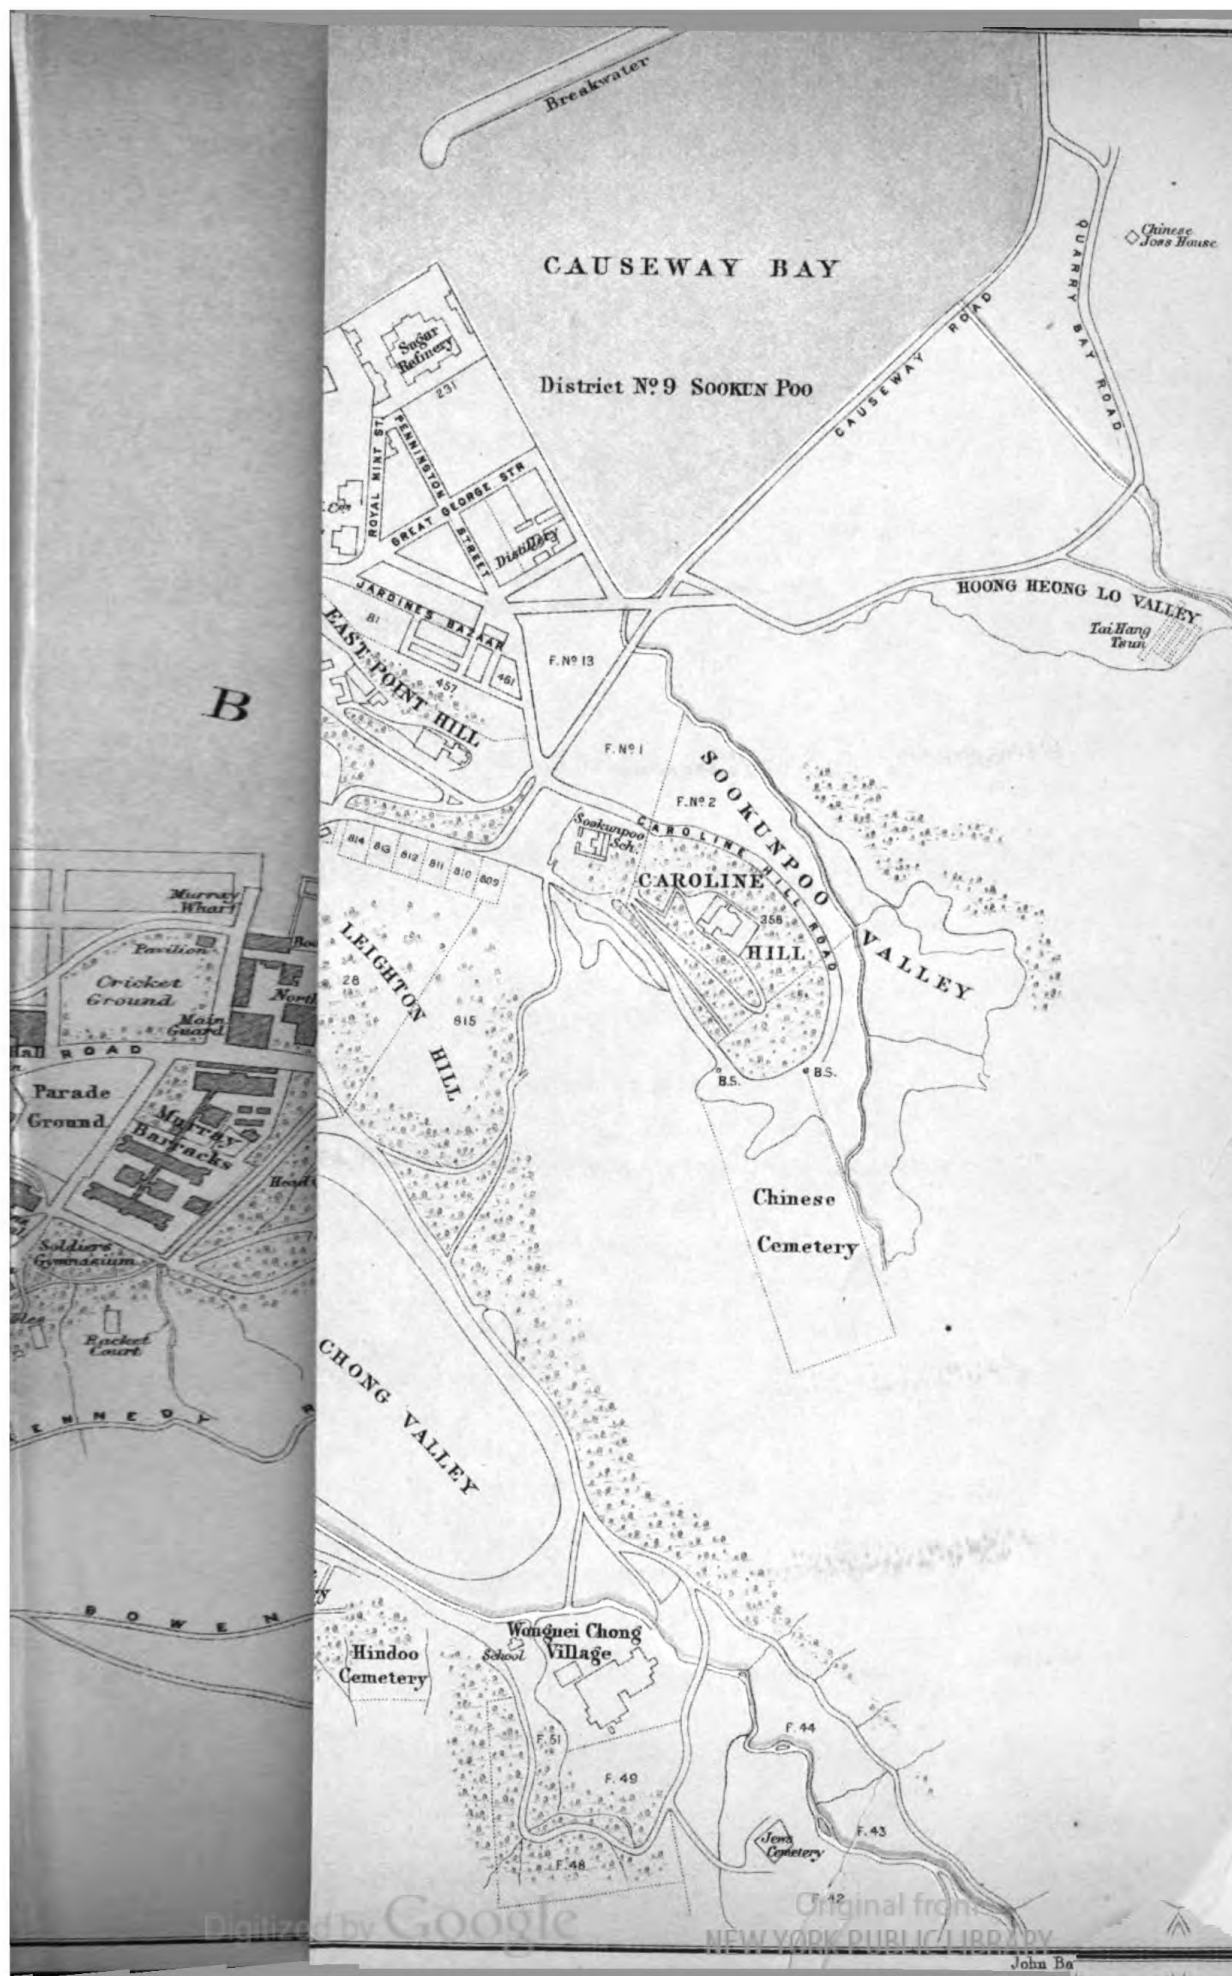 Breakwater
Chinese
Joss House
QUARRY BAY ROAD
CAUSEWAY BAY
CAUSEWAY ROAD
Sugar
Refinery
231
District Nº 9 SOOKUN POO
ROYAL MINT ST.
PENNINGTON
STREET
GREAT GEORGE STR
Distillery
JARDINES BAZAAR
81
HOONG HEONG LO VALLEY
Tai Hang
Tsun
EAST POINT HILL
457
461
F. Nº 13
B
F. Nº 1
F. Nº 2
SOOKUNPOO
VALLEY
Sookunpoo
Sch.
CAROLINE HILL ROAD
814
813
812
811
810
809
CAROLINE
HILL
Murray
Wharf
Pavilion
Cricket
Ground
Main
Guard
North
LEIGHTON
HILL
28
815
ROAD
Parade
Ground
Murray
Barracks
B.S.
B.S.
Chinese
Cemetery
Soldiers'
Gymnasium
Racket
Court
CHONG VALLEY
ENNEDY
R
BOWEN
Hindoo
Cemetery
Wongnei Chong
Village
School
F. 51
F. 49
F. 44
F. 43
Jews
Cemetery
F. 48
F. 42
Digitized by Google
Original from
NEW YORK PUBLIC LIBRARY
John Ba